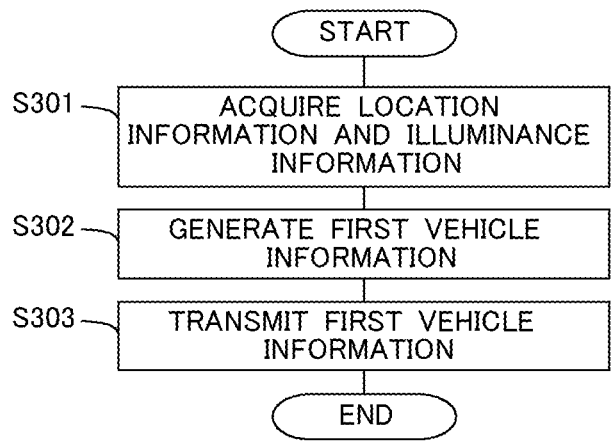 START
S301
ACQUIRE LOCATION
INFORMATION AND ILLUMINANCE
INFORMATION
S302
GENERATE FIRST VEHICLE
INFORMATION
S303
TRANSMIT FIRST VEHICLE
INFORMATION
END